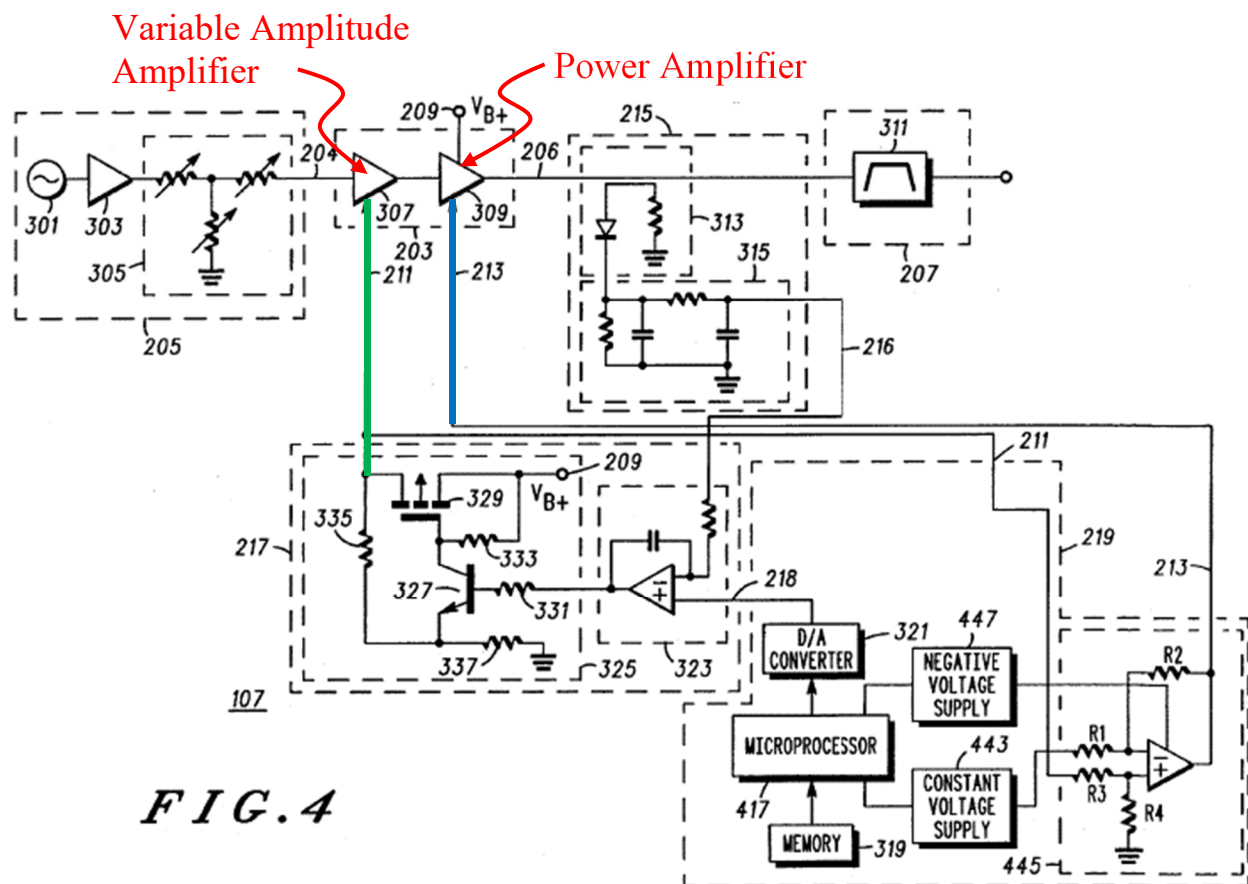 Variable Amplitude
Amplifier
Power Amplifier
209
VB+
215
311
204
206
301
303
307
309
313
203
305
211
213
315
207
205
216
211
209
VB+
329
335
217
333
219
213
327
218
331
321
447
D/A
CONVERTER
NEGATIVE
VOLTAGE
SUPPLY
R2
337
325
323
107
MICROPROCESSOR
443
R1
R3
CONSTANT
VOLTAGE
SUPPLY
417
R4
FIG.4
MEMORY
319
445